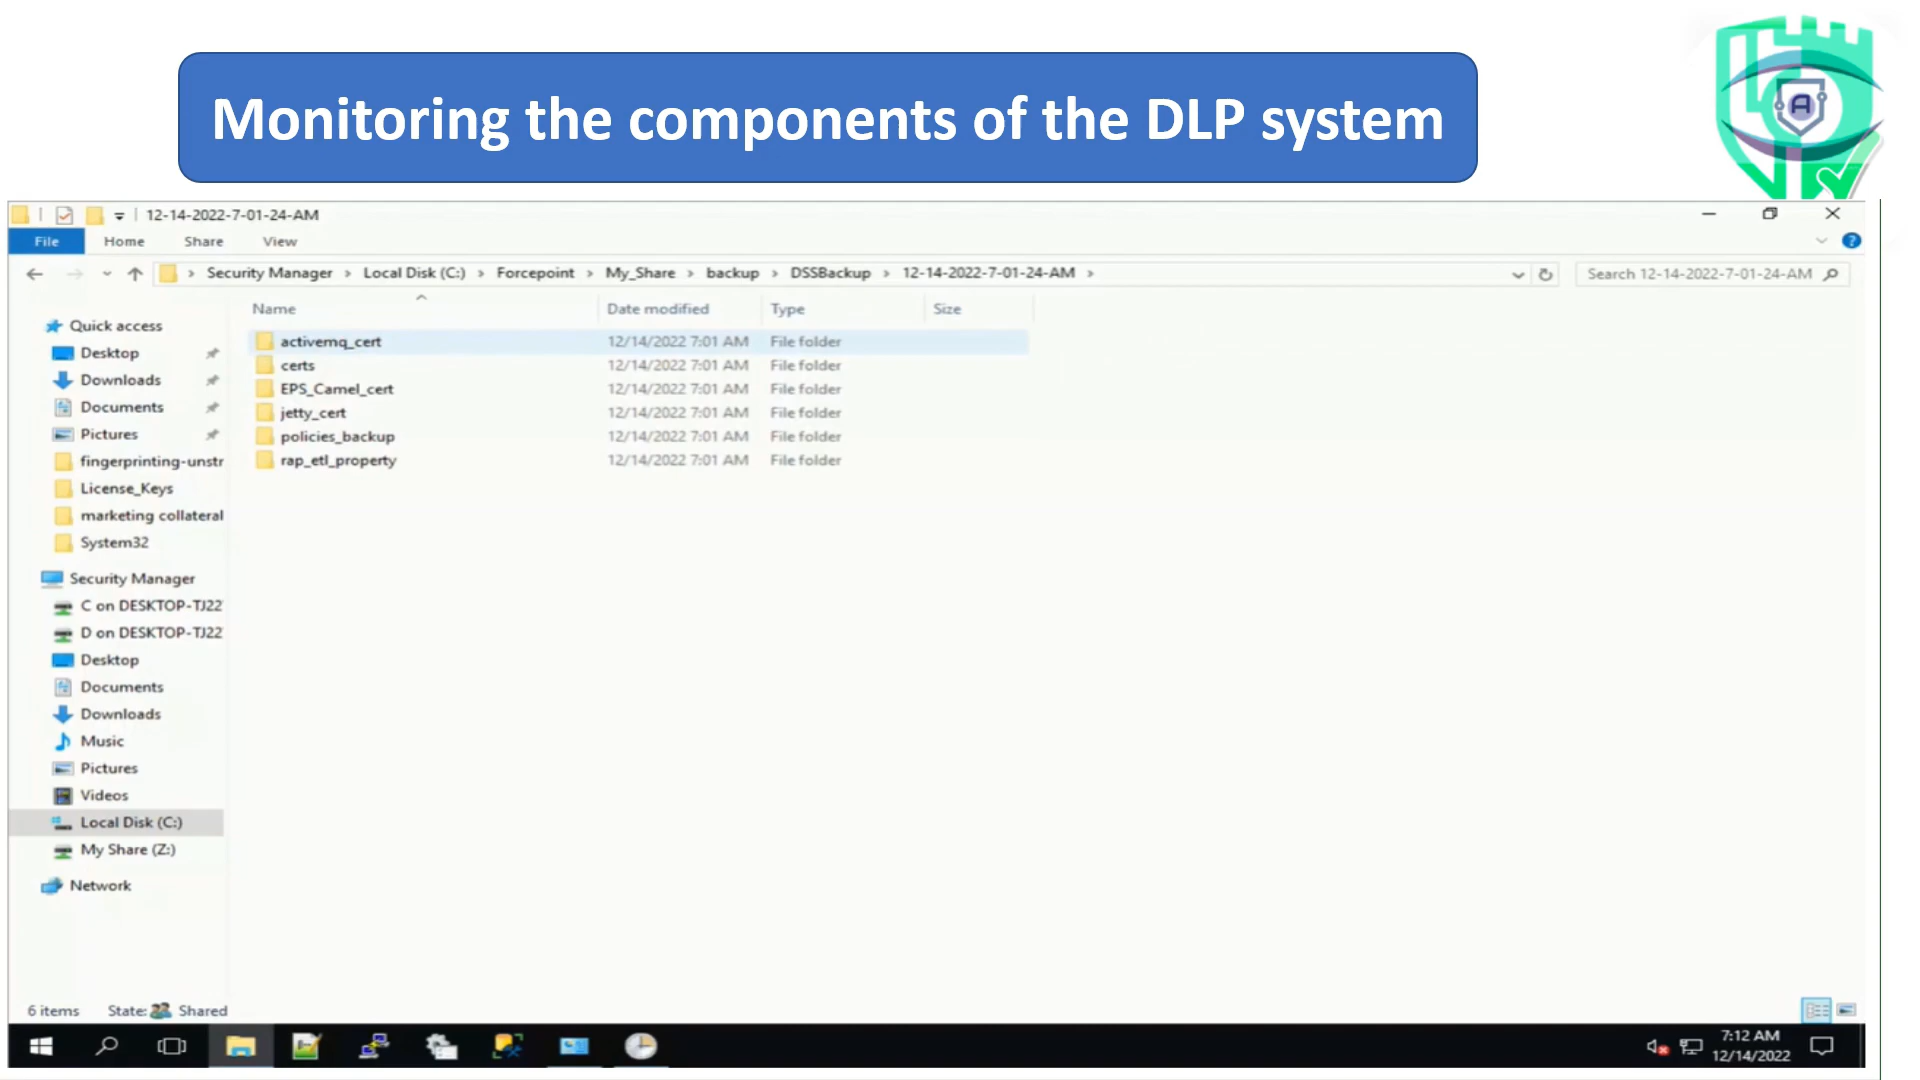 Monitoring the components of the DLP system
A
12-14-2022-7-01-24-AM
File Home Share View
Security Manager > Local Disk (C:) > Forcepoint > My_Share > backup > DSSBackup > 12-14-2022-7-01-24-AM >
Search 12-14-2022-7-01-24-AM
Name Date modified Type Size
activemq_cert 12/14/2022 7:01 AM File folder
certs 12/14/2022 7:01 AM File folder
EPS_Camel_cert 12/14/2022 7:01 AM File folder
jetty_cert 12/14/2022 7:01 AM File folder
policies_backup 12/14/2022 7:01 AM File folder
rap_etl_property 12/14/2022 7:01 AM File folder
Quick access
Desktop
Downloads
Documents
Pictures
fingerprinting-unstr
License_Keys
marketing collateral
System32
Security Manager
C on DESKTOP-TJ22
D on DESKTOP-TJ22
Desktop
Documents
Downloads
Music
Pictures
Videos
Local Disk (C:)
My Share (Z:)
Network
6 items State: Shared
7:12 AM
12/14/2022